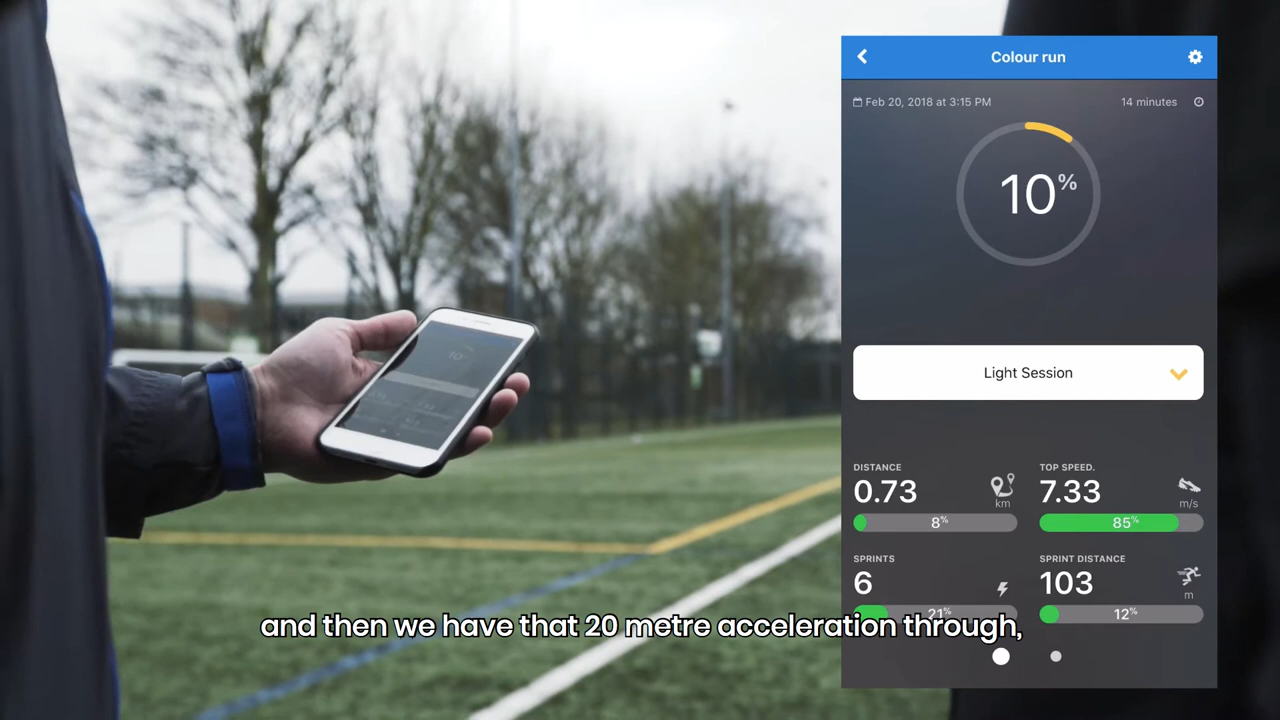 Colour run
Feb 20, 2018 at 3:15 PM 14 minutes
10%
Light Session
DISTANCE
0.73
km
8%
TOP SPEED.
7.33
m/s
85%
SPRINTS
6
21%
SPRINT DISTANCE
103
m
12%
and then we have that 20 metre acceleration through,